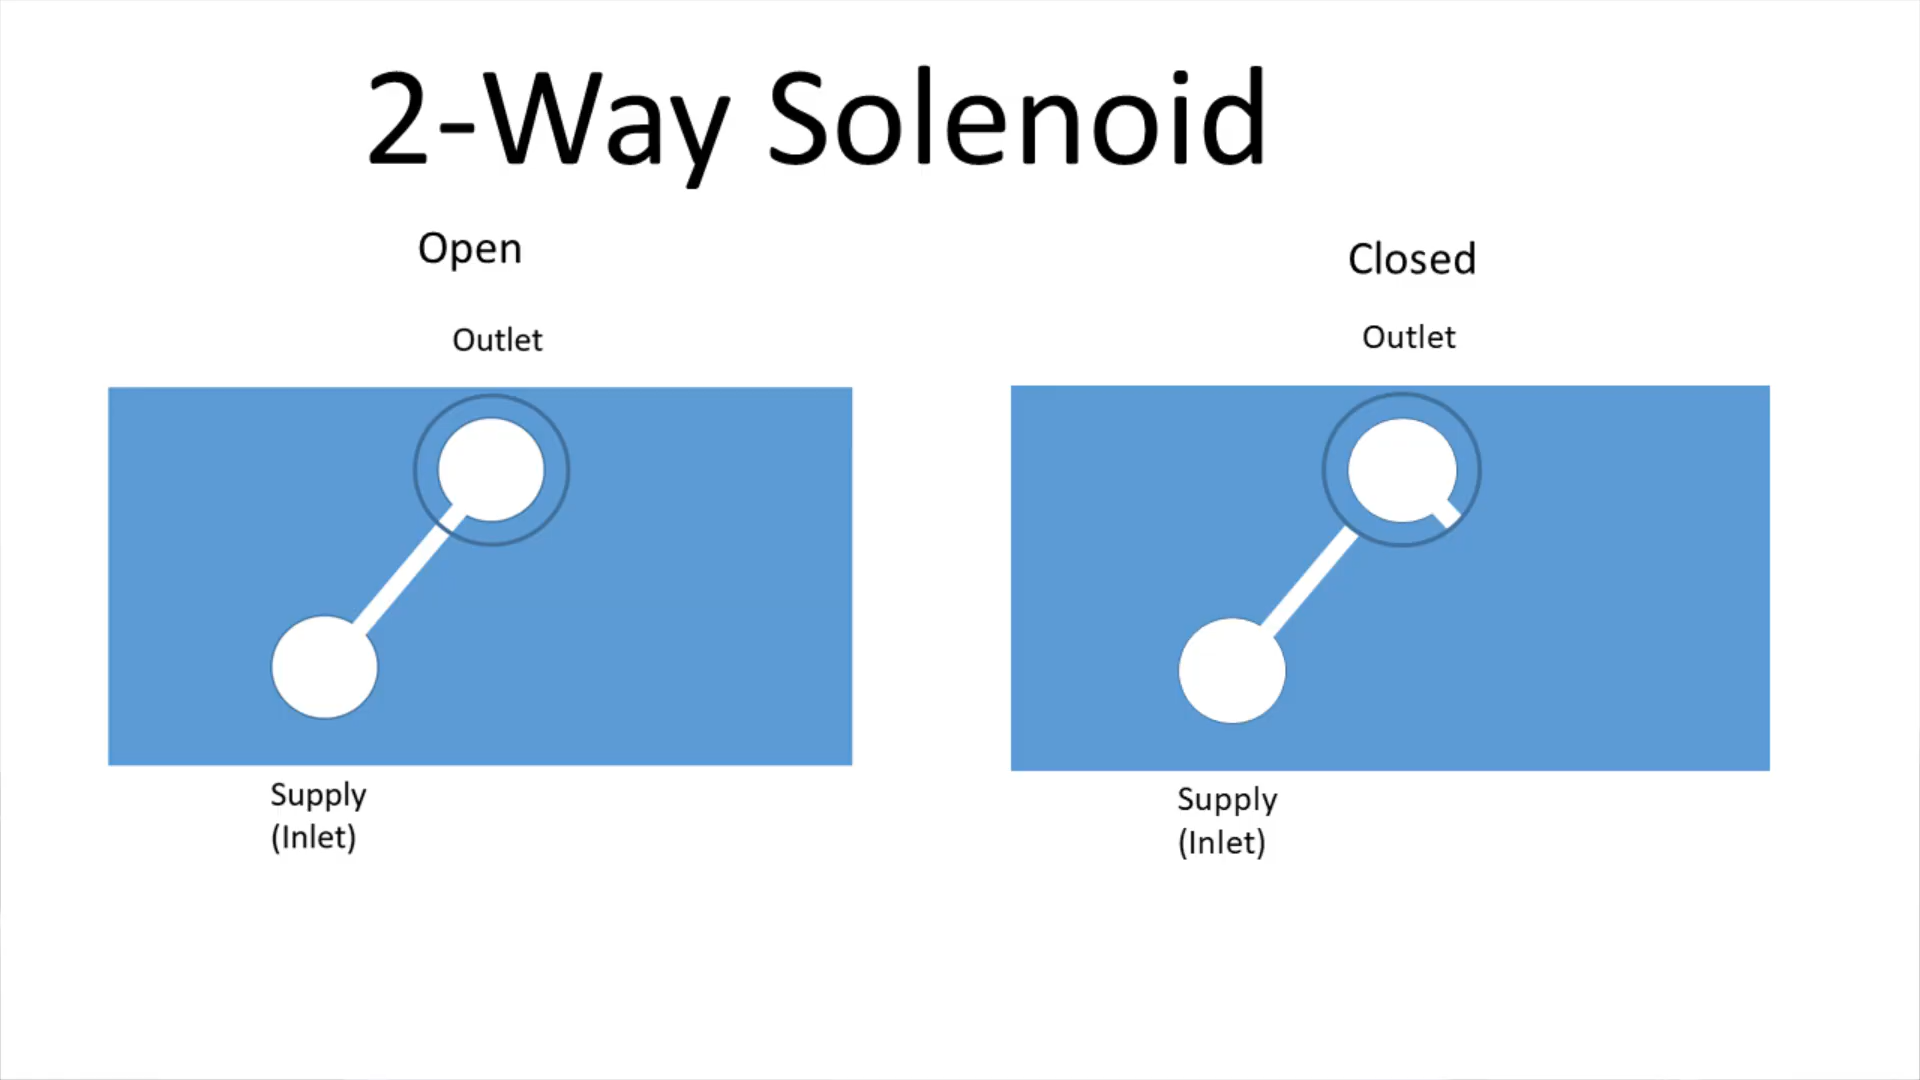 2-Way Solenoid
Open
Closed
Outlet
Outlet
Supply
(Inlet)
Supply
(Inlet)